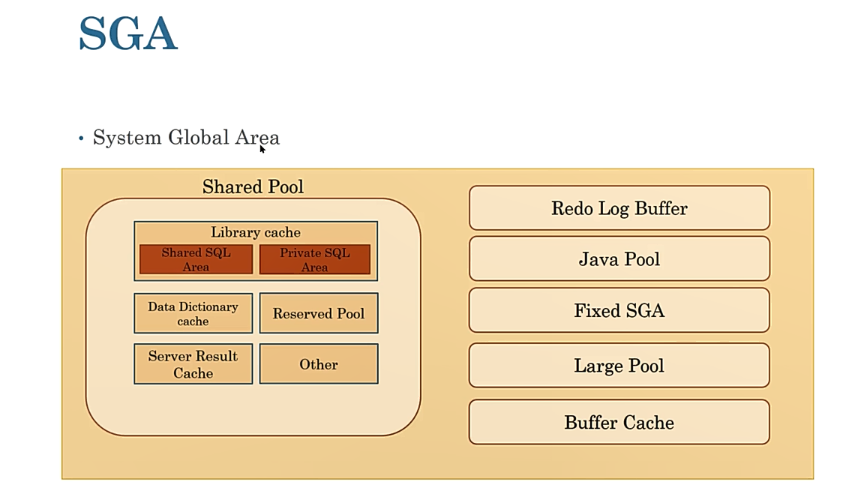 SGA
• System Global Area
Shared Pool
Library cache
Shared SQL
Area
Private SQL
Area
Data Dictionary
cache
Reserved Pool
Server Result
Cache
Other
Redo Log Buffer
Java Pool
Fixed SGA
Large Pool
Buffer Cache